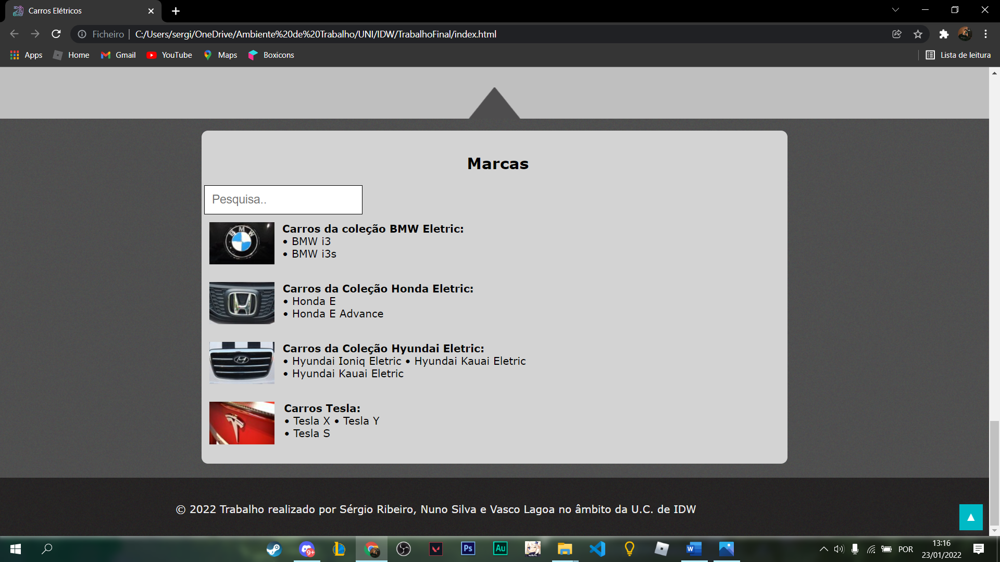 Carros Elétricos
Ficheiro
C:/Users/sergi/OneDrive/Ambiente%20de%20Trabalho/UNI/IDW/TrabalhoFinal/index.html
Apps
Home
Gmail
YouTube
Maps
Boxicons
Lista de leitura
Marcas
Pesquisa..
BMW
Carros da coleção BMW Eletric:
• BMW i3
• BMW i3s
Carros da Coleção Honda Eletric:
• Honda E
• Honda E Advance
Carros da Coleção Hyundai Eletric:
• Hyundai Ioniq Eletric • Hyundai Kauai Eletric
• Hyundai Kauai Eletric
Carros Tesla:
• Tesla X • Tesla Y
• Tesla S
© 2022 Trabalho realizado por Sérgio Ribeiro, Nuno Silva e Vasco Lagoa no âmbito da U.C. de IDW
9+
Ps
Au
W
POR
13:16
23/01/2022